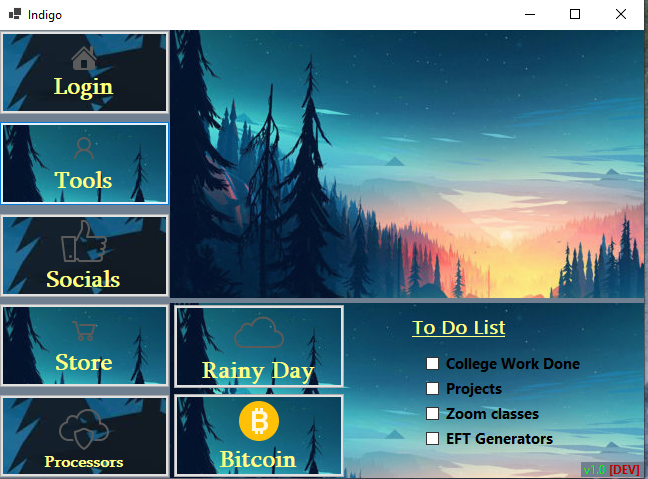 Indigo
Login
Tools
Socials
Store
Processors
Rainy Day
Bitcoin
To Do List
College Work Done
Projects
Zoom classes
EFT Generators
v1.0 [DEV]